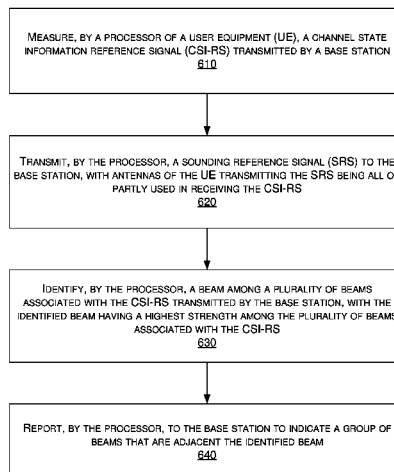 MEASURE, BY A PROCESSOR OF A USER EQUIPMENT (UE), A CHANNEL STATE
INFORMATION REFERENCE SIGNAL (CSI-RS) TRANSMITTED BY A BASE STATION
610
TRANSMIT, BY THE PROCESSOR, A SOUNDING REFERENCE SIGNAL (SRS) TO THE
BASE STATION, WITH ANTENNAS OF THE UE TRANSMITTING THE SRS BEING ALL O
PARTLY USED IN RECEIVING THE CSI-RS
620
IDENTIFY, BY THE PROCESSOR, A BEAM AMONG A PLURALITY OF BEAMS
ASSOCIATED WITH THE CSI-RS TRANSMITTED BY THE BASE STATION, WITH THE
IDENTIFIED BEAM HAVING A HIGHEST STRENGTH AMONG THE PLURALITY OF BEAMS
ASSOCIATED WITH THE CSI-RS
630
REPORT, BY THE PROCESSOR, TO THE BASE STATION TO INDICATE A GROUP OF
BEAMS THAT ARE ADJACENT THE IDENTIFIED BEAM
640